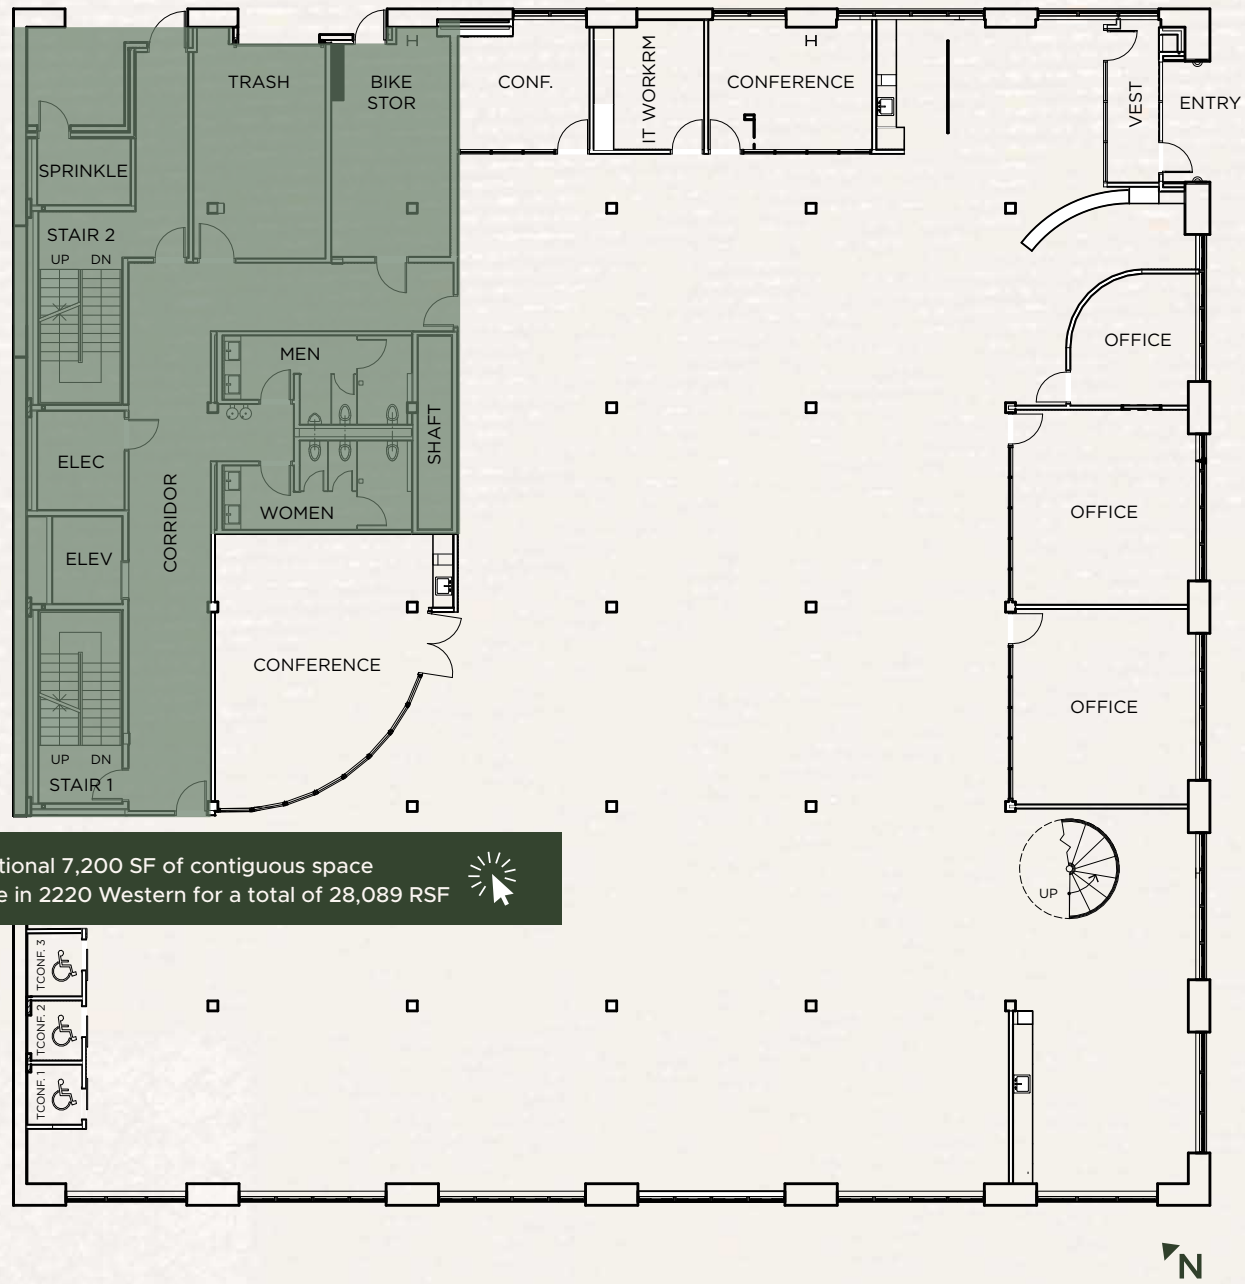 TRASH
BIKE
STOR
CONF.
IT WORKRM
CONFERENCE
VEST
ENTRY
SPRINKLE
STAIR 2
UP DN
MEN
SHAFT
OFFICE
ELEC
CORRIDOR
WOMEN
OFFICE
ELEV
CONFERENCE
OFFICE
UP DN
STAIR 1
tional 7,200 SF of contiguous space
e in 2220 Western for a total of 28,089 RSF
UP
TCONF. 3
TCONF. 2
TCONF. 1
N